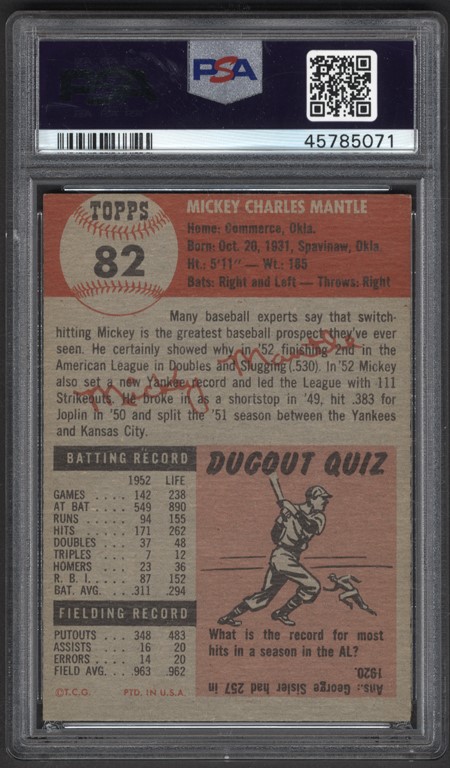 PSA
45785071
TOPPS
82
MICKEY CHARLES MANTLE
Home: Commerce, Okla.
Born: Oct. 20, 1931, Spavinaw, Okla.
Ht.: 5'11" — Wt.: 185
Bats: Right and Left — Throws: Right
Many baseball experts say that switch-
hitting Mickey is the greatest baseball prospect they've ever
seen. He certainly showed why in '52 finishing 2nd in the
American League in Doubles and Slugging (.530). In '52 Mickey
also set a new Yankee record and led the League with 111
Strikeouts. He broke in as a shortstop in '49, hit .383 for
Joplin in '50 and split the '51 season between the Yankees
and Kansas City.
Mickey Mantle
BATTING RECORD
1952 LIFE
GAMES . . . . 142 238
AT BAT . . . . 549 890
RUNS . . . . . 94 155
HITS . . . . . 171 262
DOUBLES . . . 37 48
TRIPLES . . . . 7 12
HOMERS . . . 23 36
R. B. I. . . . . . 87 152
BAT. AVG. . . .311 .294
FIELDING RECORD
PUTOUTS . . . 348 483
ASSISTS . . . . 16 20
ERRORS . . . . 14 20
FIELD AVG. . . .963 .962
©T.C.G. PTD. IN U.S.A.
DUGOUT QUIZ
What is the record for most
hits in a season in the AL?
Ans.: George Sisler had 257 in
1920.